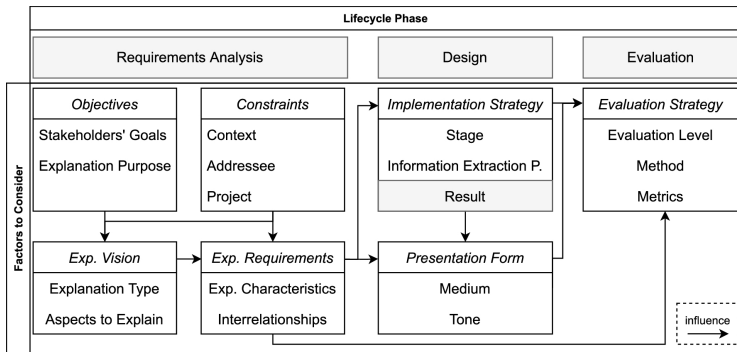 Lifecycle Phase
Requirements Analysis
Design
Evaluation
Factors to Consider
Objectives
Stakeholders' Goals
Explanation Purpose
Constraints
Context
Addressee
Project
Implementation Strategy
Stage
Information Extraction P.
Result
Evaluation Strategy
Evaluation Level
Method
Metrics
Exp. Vision
Explanation Type
Aspects to Explain
Exp. Requirements
Exp. Characteristics
Interrelationships
Presentation Form
Medium
Tone
influence